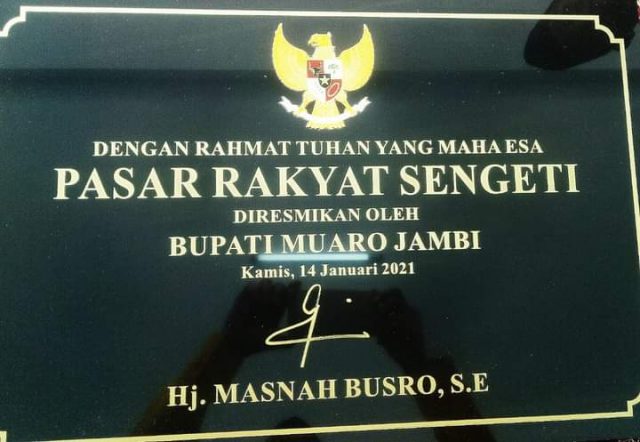 DENGAN RAHMAT TUHAN YANG MAHA ESA
PASAR RAKYAT SENGETI
DIRESMIKAN OLEH
BUPATI MUARO JAMBI
Kamis, 14 Januari 2021
Hj. MASNAH BUSRO, S.E